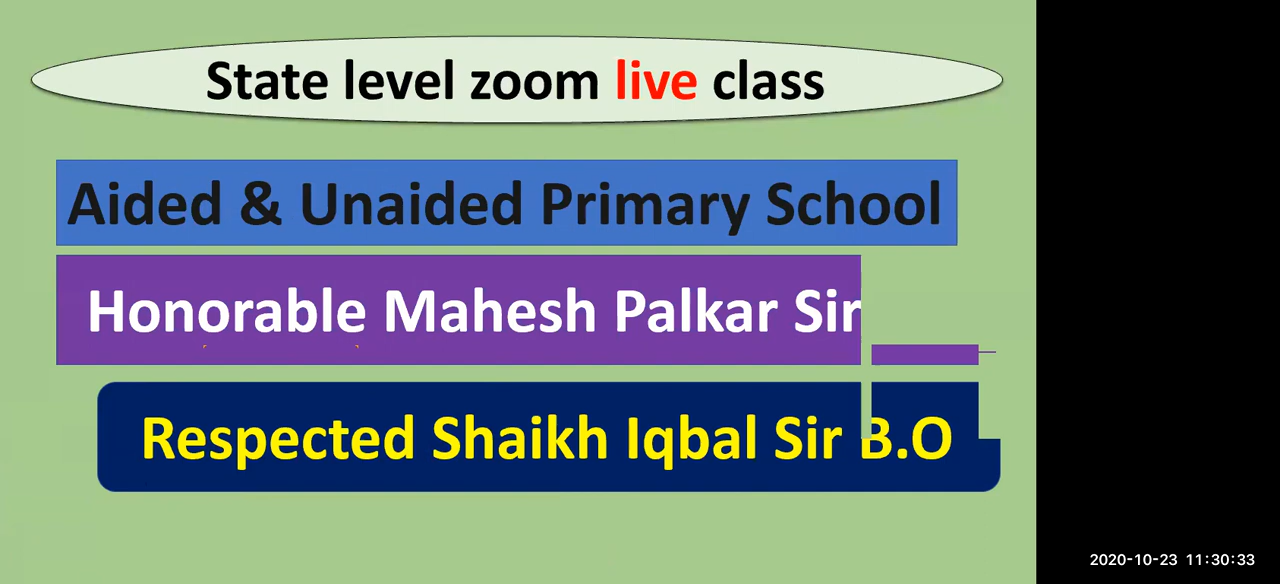 State level zoom live class
Aided & Unaided Primary School
Honorable Mahesh Palkar Sir
Respected Shaikh Iqbal Sir B.O
2020-10-23 11:30:33